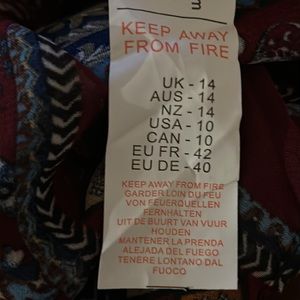 KEEP AWAY
FROM FIRE
UK - 14
AUS - 14
NZ - 14
USA - 10
CAN - 10
EU FR - 42
EU DE - 40
KEEP AWAY FROM FIRE
GARDER LOIN DU FEU
VON FEUERQUELLEN
FERNHALTEN
UIT DE BUURT VAN VUUR
HOUDEN
MANTENER LA PRENDA
ALEJADA DEL FUEGO
TENERE LONTANO DAL
FUOCO